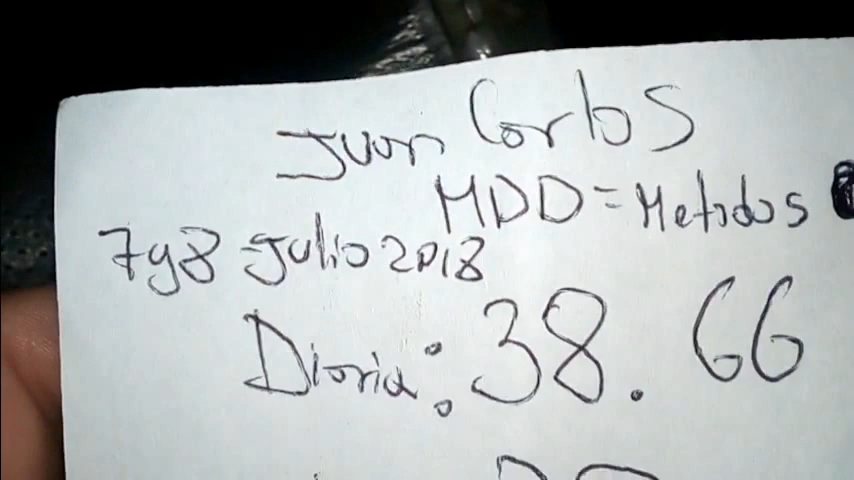 Juan Carlos
MDD = Metodos
7y8 Julio 2018
Diaria: 38. 66